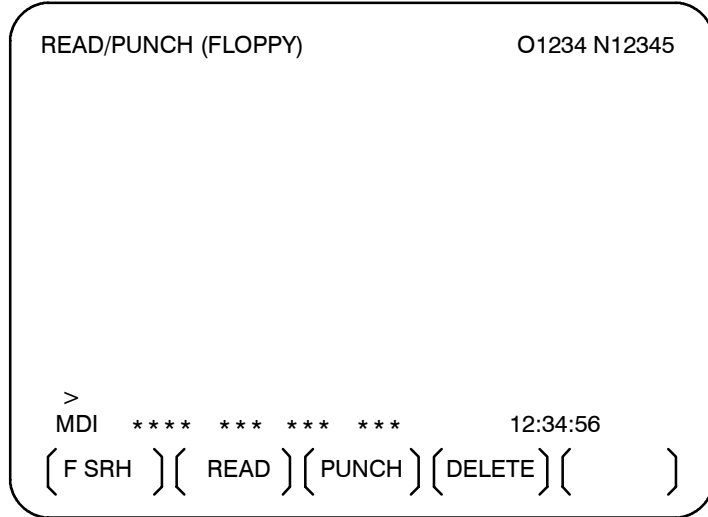 READ/PUNCH (FLOPPY) O1234 N12345
>
MDI **** *** *** *** 12:34:56
F SRH READ PUNCH DELETE